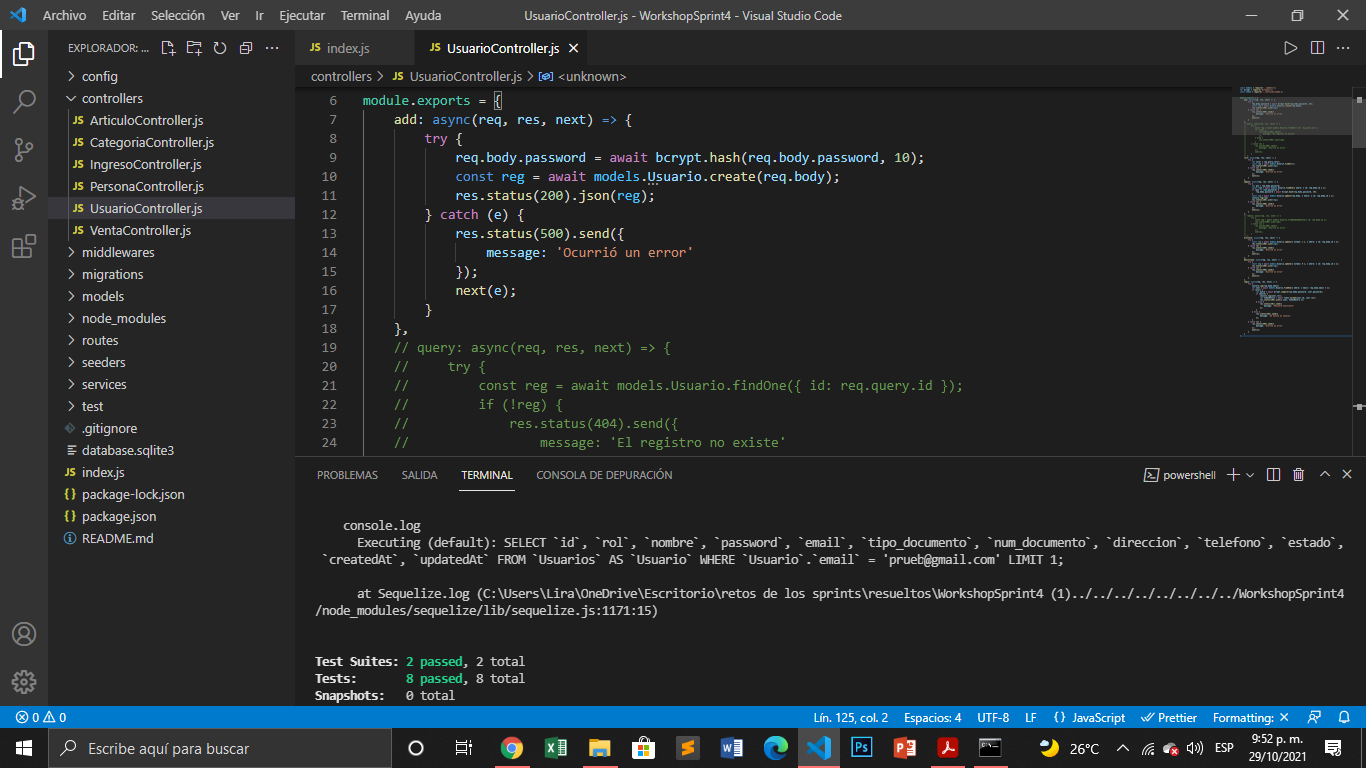 Archivo Editar Selección Ver Ir Ejecutar Terminal Ayuda UsuarioController.js - WorkshopSprint4 - Visual Studio Code
EXPLORADOR: ...
config
controllers
JS ArticuloController.js
JS CategoriaController.js
JS IngresoController.js
JS PersonaController.js
JS UsuarioController.js
JS VentaController.js
middlewares
migrations
models
node_modules
routes
seeders
services
test
.gitignore
database.sqlite3
JS index.js
{} package-lock.json
{} package.json
README.md
JS index.js JS UsuarioController.js
controllers > JS UsuarioController.js > <unknown>
6 module.exports = {
7 add: async(req, res, next) => {
8 try {
9 req.body.password = await bcrypt.hash(req.body.password, 10);
10 const reg = await models.Usuario.create(req.body);
11 res.status(200).json(reg);
12 } catch (e) {
13 res.status(500).send({
14 message: 'Ocurrió un error'
15 });
16 next(e);
17 }
18 },
19 // query: async(req, res, next) => {
20 // try {
21 // const reg = await models.Usuario.findOne({ id: req.query.id });
22 // if (!reg) {
23 // res.status(404).send({
24 // message: 'El registro no existe'
PROBLEMAS SALIDA TERMINAL CONSOLA DE DEPURACIÓN powershell
console.log
Executing (default): SELECT `id`, `rol`, `nombre`, `password`, `email`, `tipo_documento`, `num_documento`, `direccion`, `telefono`, `estado`,
`createdAt`, `updatedAt` FROM `Usuarios` AS `Usuario` WHERE `Usuario`.`email` = 'prueb@gmail.com' LIMIT 1;
at Sequelize.log (C:\Users\Lira\OneDrive\Escritorio\retos de los sprints\resueltos\WorkshopSprint4 (1)../../../../../../../../WorkshopSprint4
/node_modules/sequelize/lib/sequelize.js:1171:15)
Test Suites: 2 passed, 2 total
Tests: 8 passed, 8 total
Snapshots: 0 total
0 0 Lín. 125, col. 2 Espacios: 4 UTF-8 LF {} JavaScript Prettier Formatting: ×
Escribe aquí para buscar 26°C ESP 9:52 p. m.
29/10/2021